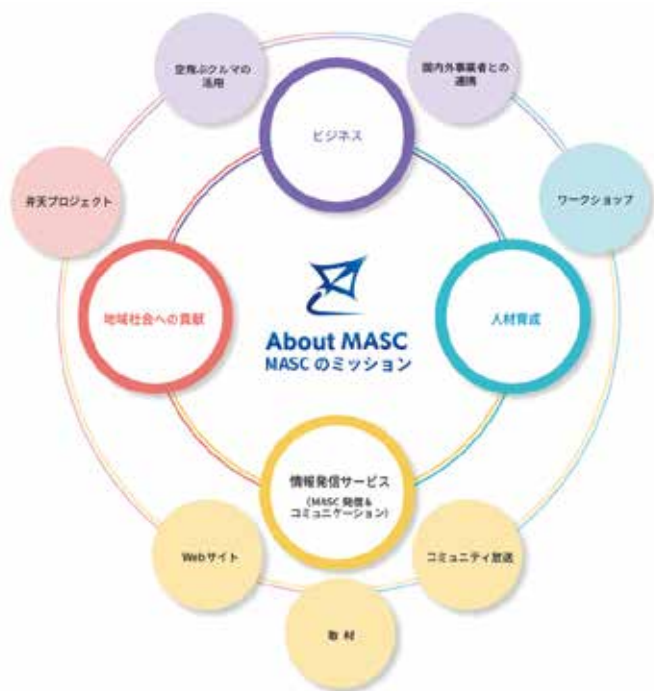 空飛ぶクルマの
活用
国内外事業者との
連携
ビジネス
弁天プロジェクト
ワークショップ
地域社会への貢献
人材育成
About MASC
MASC のミッション
情報発信サービス
(MASC 発信&
コミュニケーション)
Webサイト
コミュニティ放送
取 材